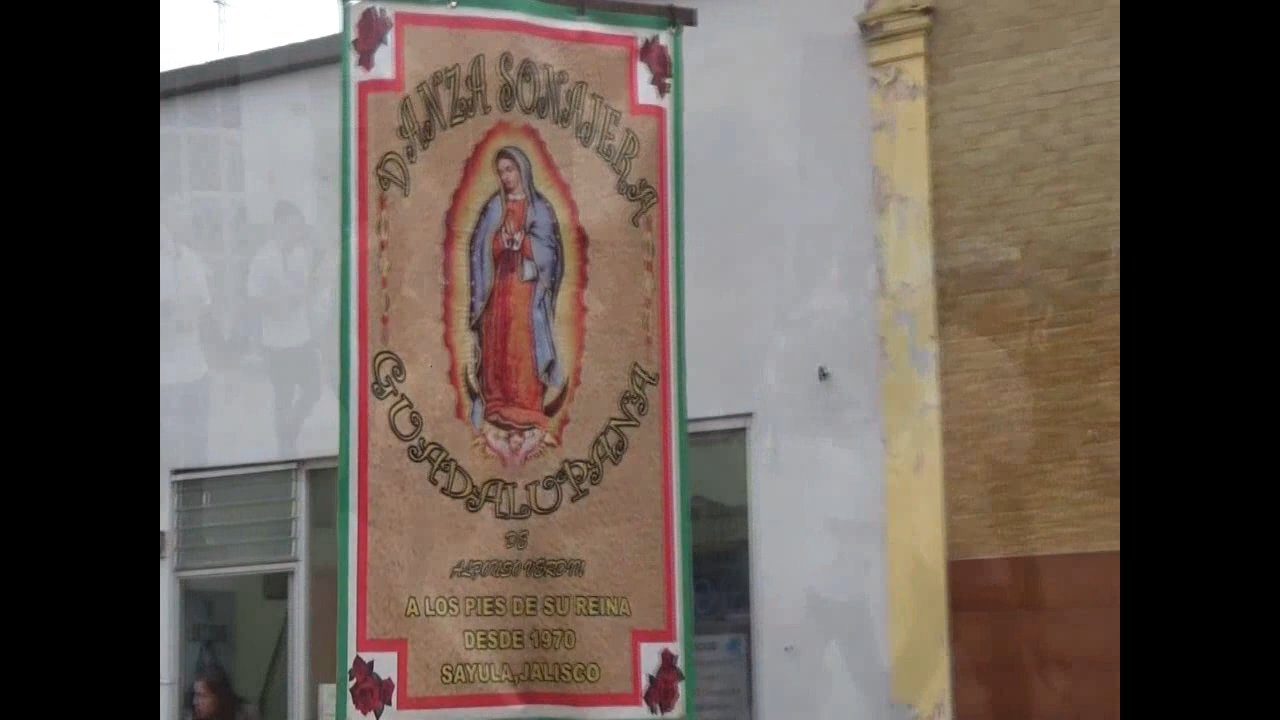 DANZA SONAJERA
GUADALUPANA
DE
A LOS PIES DE SU REINA
DESDE 1970
SAYULA, JALISCO